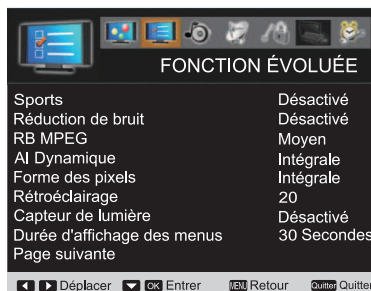 FONCTION ÉVOLUÉE
Sports Désactivé
Réduction de bruit Désactivé
RB MPEG Moyen
AI Dynamique Intégrale
Forme des pixels Intégrale
Rétroéclairage 20
Capteur de lumière Désactivé
Durée d'affichage des menus 30 Secondes
Page suivante
Déplacer OK Entrer MENU Retour Quitter Quitter